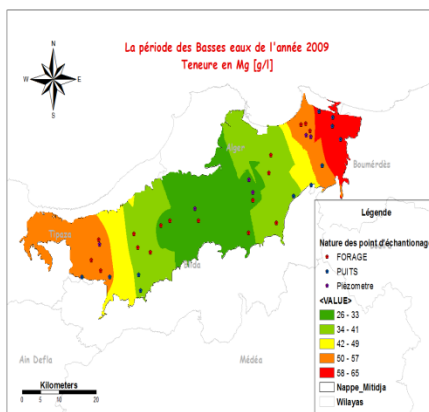 La période des Basses eaux de l'année 2009
Teneure en Mg [g/l]
N
W
E
S
Alger
Boumérdés
Tipaza
Blida
Ain Defla
Médéa
Légende
Nature des point d'échantionage
FORAGE
PUITS
Piézometre
<VALUE>
26 - 33
34 - 41
42 - 49
50 - 57
58 - 65
Nappe_Mitidja
Wilayas
Kilometers
0 5 10 20